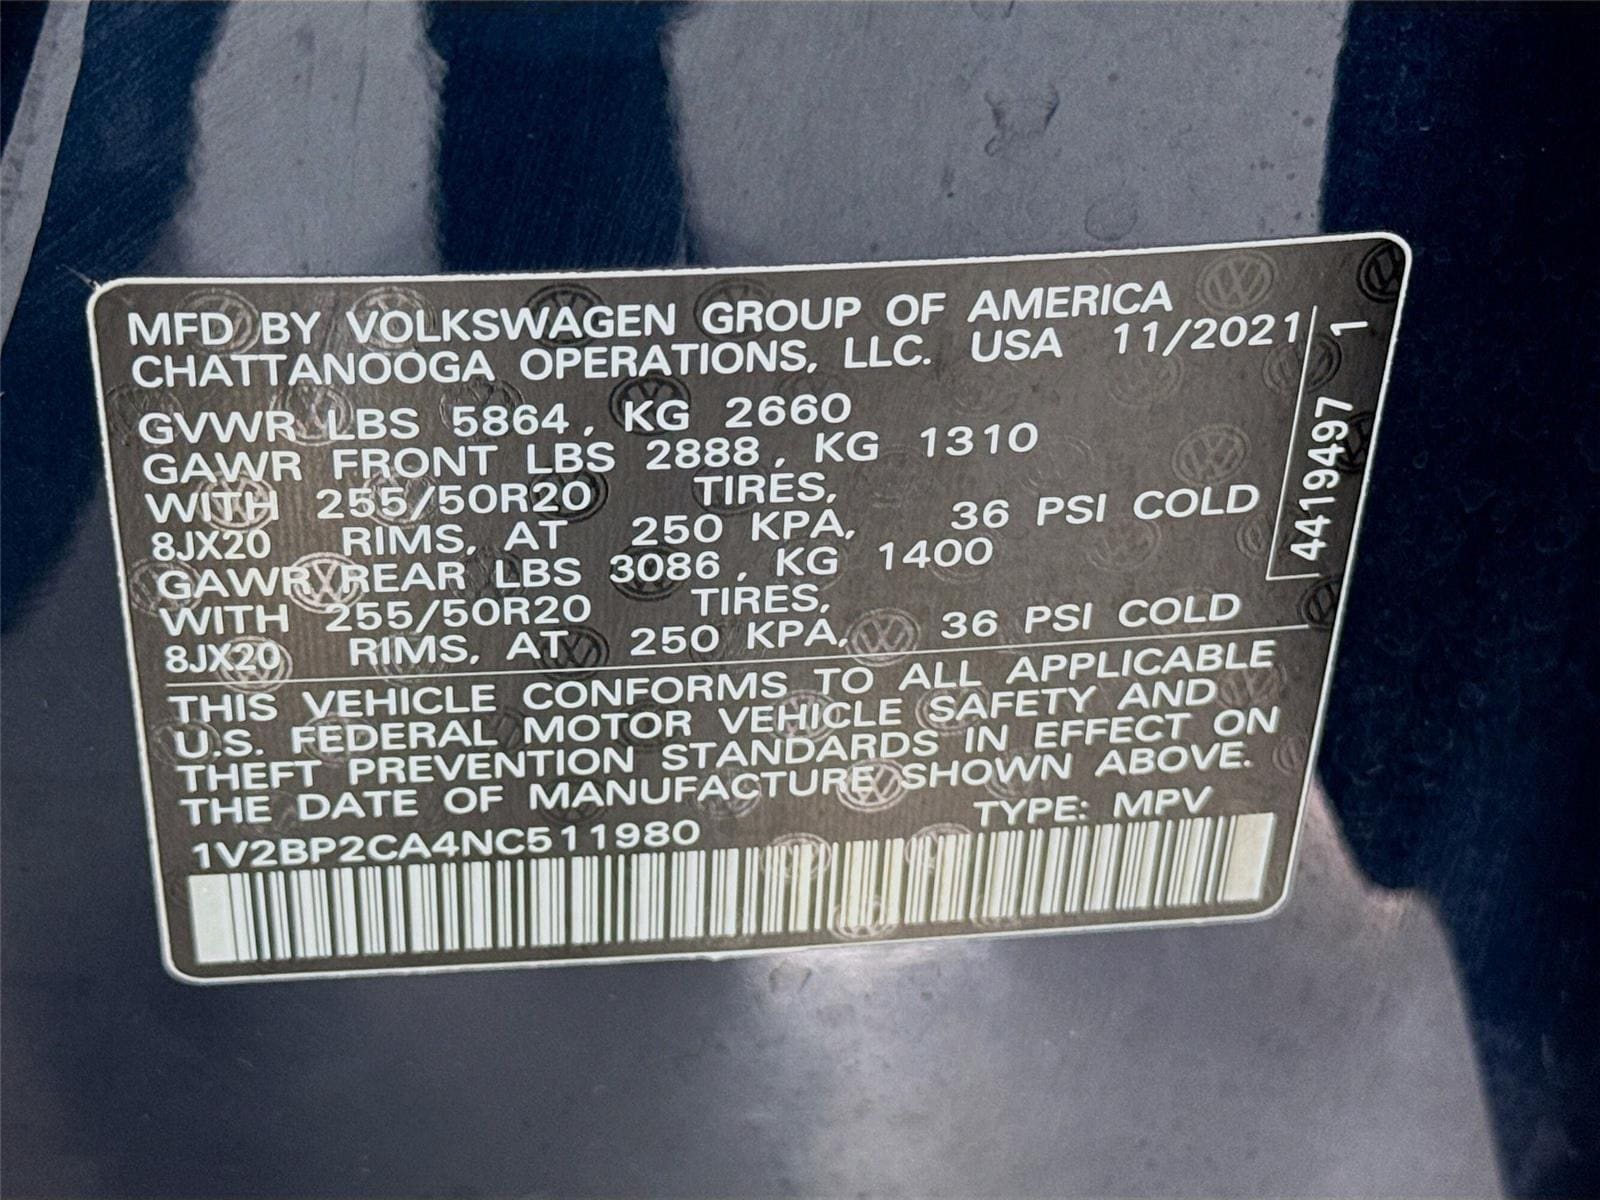 MFD BY VOLKSWAGEN GROUP OF AMERICA
CHATTANOOGA OPERATIONS, LLC. USA 11/2021
GVWR LBS 5864, KG 2660
GAWR FRONT LBS 2888, KG 1310
WITH 255/50R20 TIRES,
8JX20 RIMS, AT 250 KPA, 36 PSI COLD
GAWR REAR LBS 3086, KG 1400
WITH 255/50R20 TIRES,
8JX20 RIMS, AT 250 KPA, 36 PSI COLD
THIS VEHICLE CONFORMS TO ALL APPLICABLE
U.S. FEDERAL MOTOR VEHICLE SAFETY AND
THEFT PREVENTION STANDARDS IN EFFECT ON
THE DATE OF MANUFACTURE SHOWN ABOVE.
1V2BP2CA4NC511980 TYPE: MPV
4419497 1